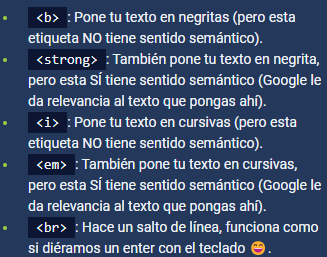 <b> : Pone tu texto en negritas (pero esta
etiqueta NO tiene sentido semántico).
<strong> : También pone tu texto en negrita,
pero esta SÍ tiene sentido semántico (Google le
da relevancia al texto que pongas ahí).
<i> : Pone tu texto en cursivas (pero esta
etiqueta NO tiene sentido semántico).
<em> : También pone tu texto en cursivas,
pero esta SÍ tiene sentido semántico (Google le
da relevancia al texto que pongas ahí).
<br> : Hace un salto de línea, funciona como
si diéramos un enter con el teclado 😄.